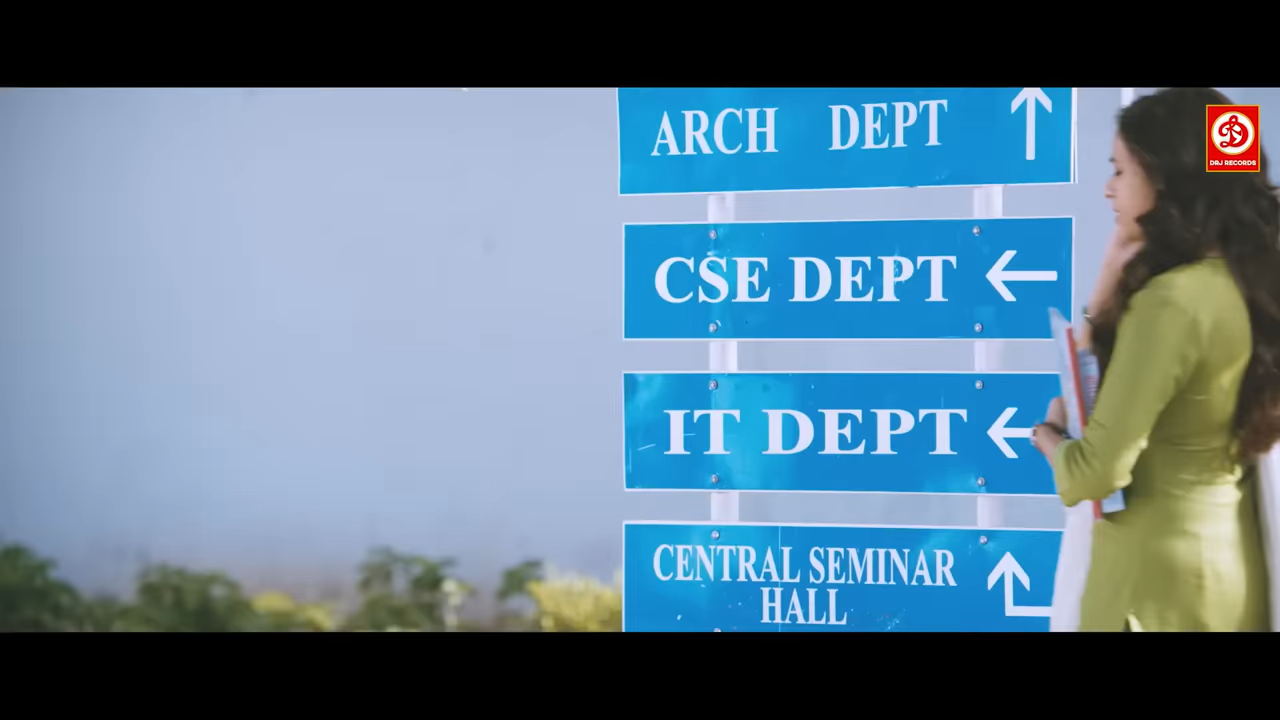 ARCH DEPT
DRJ RECORDS
CSE DEPT
IT DEPT
CENTRAL SEMINAR
HALL